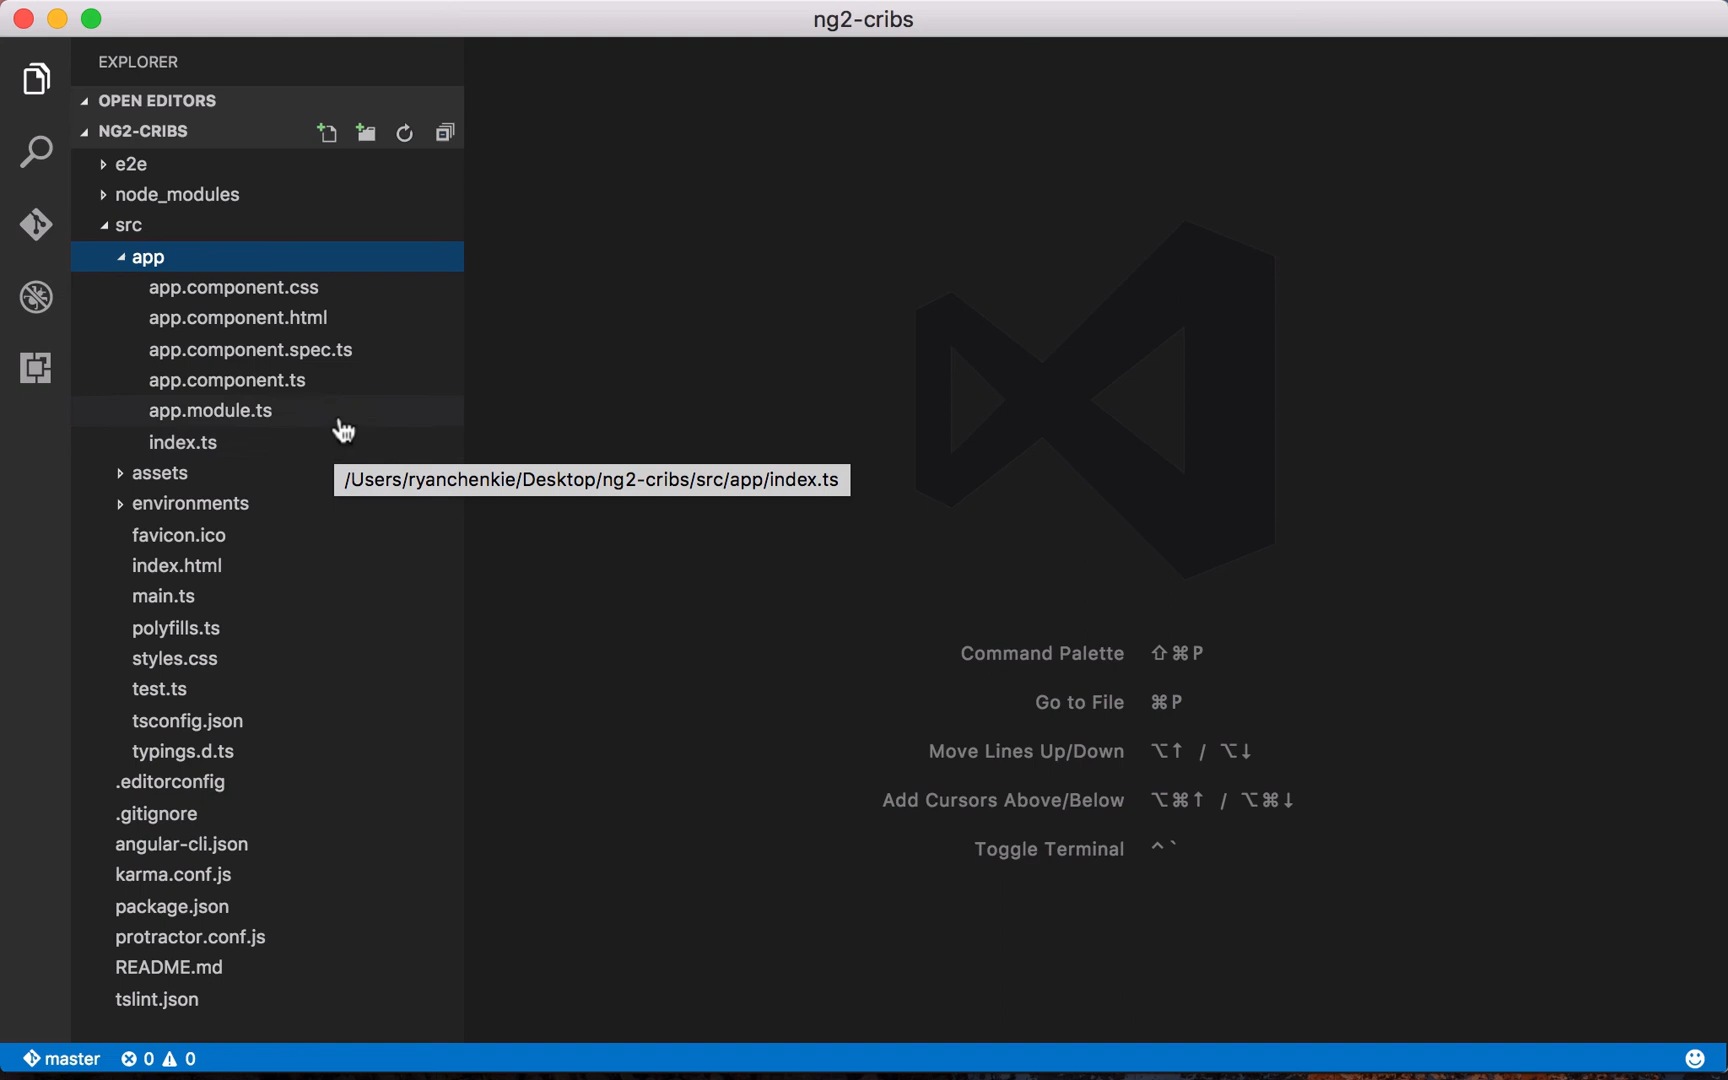 ng2-cribs
EXPLORER
OPEN EDITORS
NG2-CRIBS
e2e
node_modules
src
app
app.component.css
app.component.html
app.component.spec.ts
app.component.ts
app.module.ts
index.ts
/Users/ryanchenkie/Desktop/ng2-cribs/src/app/index.ts
assets
environments
favicon.ico
index.html
main.ts
polyfills.ts
styles.css
test.ts
tsconfig.json
typings.d.ts
.editorconfig
.gitignore
angular-cli.json
karma.conf.js
package.json
protractor.conf.js
README.md
tslint.json
Command Palette ⇧⌘P
Go to File ⌘P
Move Lines Up/Down ⌥↑ / ⌥↓
Add Cursors Above/Below ⌥⌘↑ / ⌥⌘↓
Toggle Terminal ^`
master 0 0